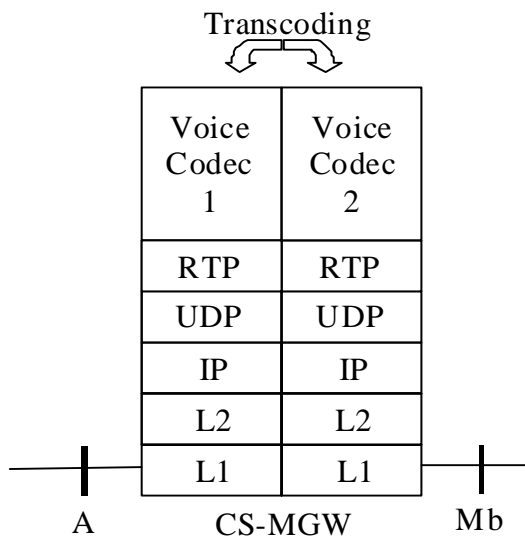 Transcoding
Voice Codec 1
Voice Codec 2
RTP RTP
UDP UDP
IP IP
L2 L2
L1 L1
A CS-MGW Mb